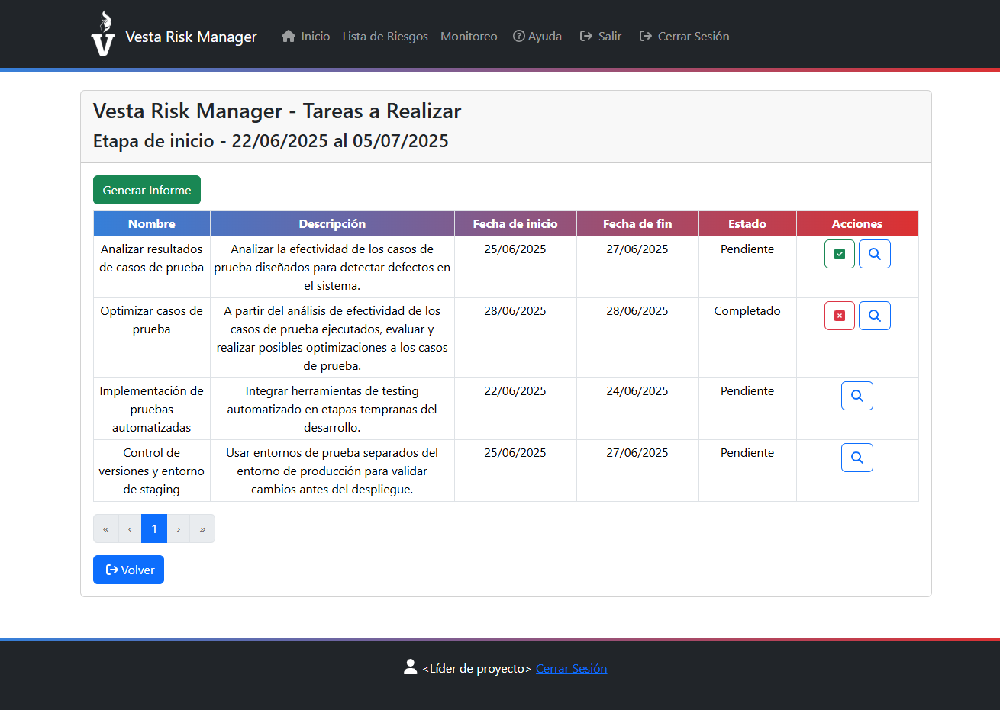 Vesta Risk Manager Inicio Lista de Riesgos Monitoreo Ayuda Salir Cerrar Sesión
Vesta Risk Manager - Tareas a Realizar
Etapa de inicio - 22/06/2025 al 05/07/2025
Generar Informe
Nombre Descripción Fecha de inicio Fecha de fin Estado Acciones
Analizar resultados de casos de prueba
Analizar la efectividad de los casos de
prueba diseñados para detectar defectos en
el sistema.
25/06/2025 27/06/2025 Pendiente
Optimizar casos de
prueba
A partir del análisis de efectividad de los
casos de prueba ejecutados, evaluar y
realizar posibles optimizaciones a los casos
de prueba.
28/06/2025 28/06/2025 Completado
Implementación de
pruebas
automatizadas
Integrar herramientas de testing
automatizado en etapas tempranas del
desarrollo.
22/06/2025 24/06/2025 Pendiente
Control de
versiones y entorno
de staging
Usar entornos de prueba separados del
entorno de producción para validar
cambios antes del despliegue.
25/06/2025 27/06/2025 Pendiente
« ‹ 1 › »
Volver
<Líder de proyecto> Cerrar Sesión